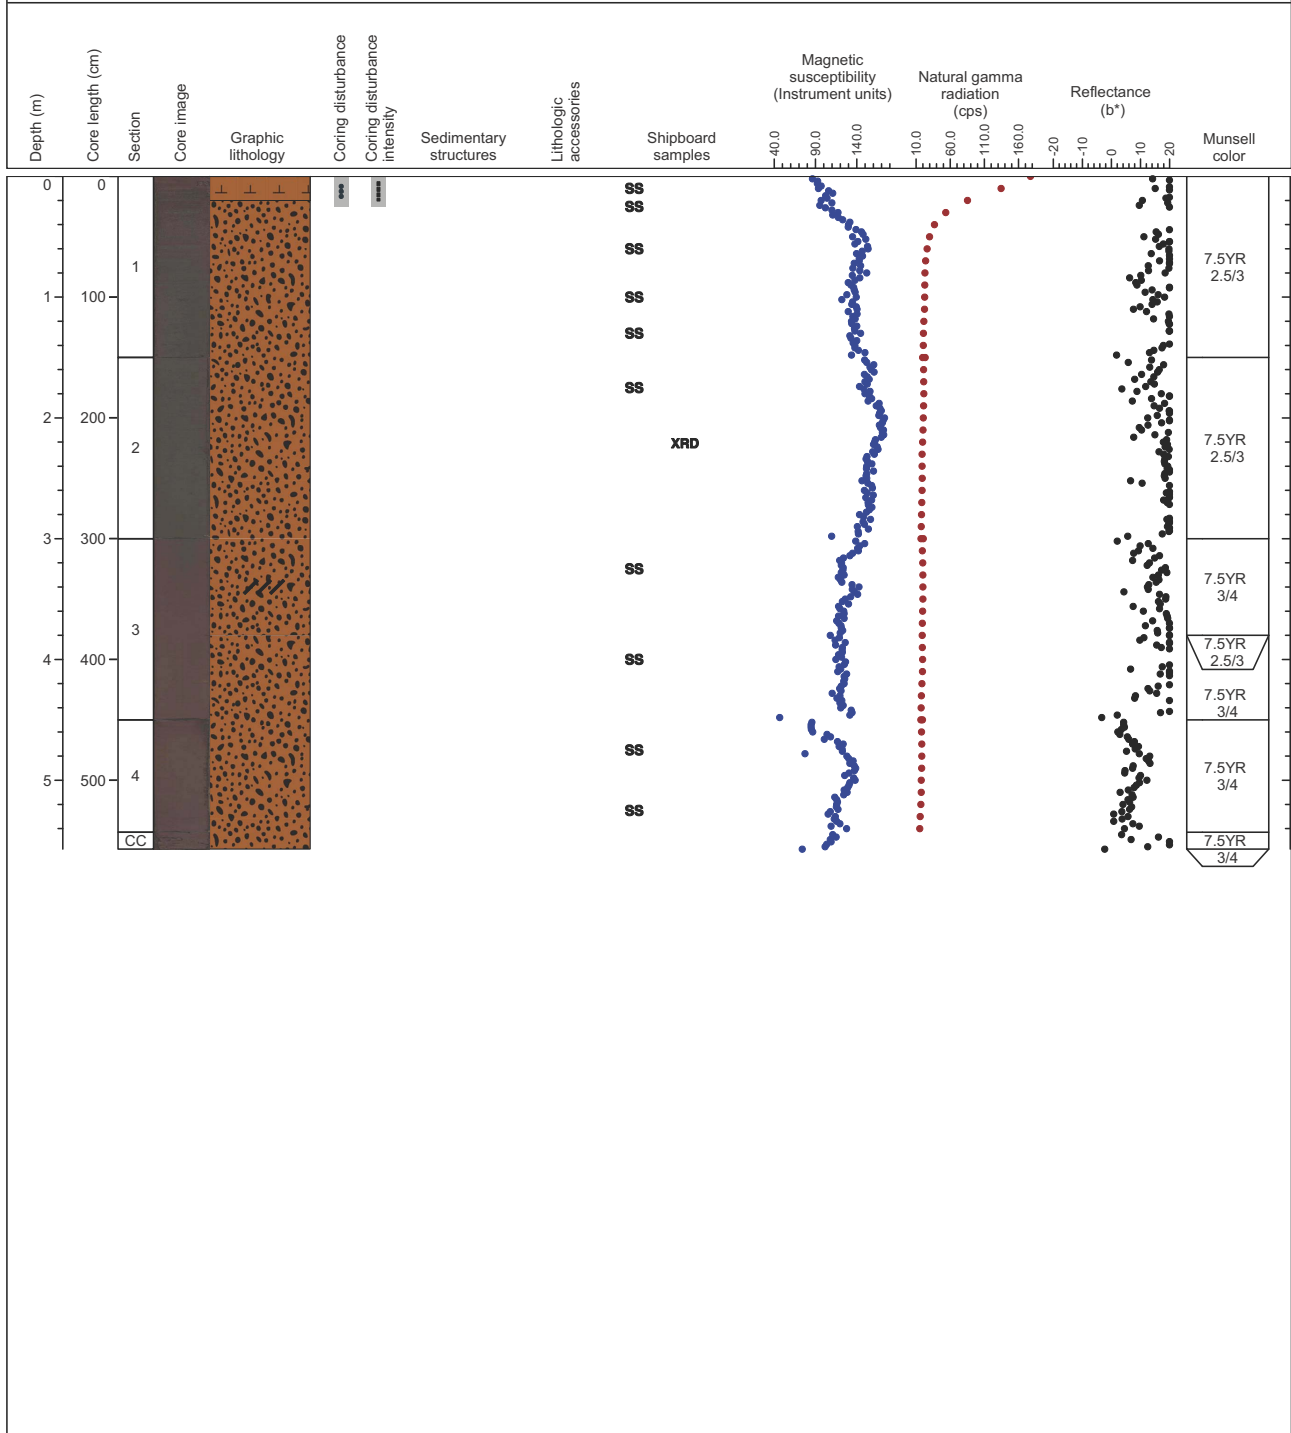 Depth (m)
Core length (cm)
Section
Core image
Graphic
lithology
Coring disturbance
Coring disturbance
intensity
Sedimentary
structures
Lithologic
accessories
Shipboard
samples
Magnetic
susceptibility
(Instrument units)
40.0 90.0 140.0
Natural gamma
radiation
(cps)
10.0 60.0 110.0 160.0
Reflectance
(b*)
-20 -10 0 10 20
Munsell
color
0 0
SS
SS
SS
1
7.5YR
2.5/3
1 100 SS
SS
SS
2 200
XRD
2
7.5YR
2.5/3
3 300
SS
7.5YR
3/4
3
7.5YR
2.5/3
4 400 SS
7.5YR
3/4
SS
4
7.5YR
3/4
5 500
SS
CC 7.5YR
3/4